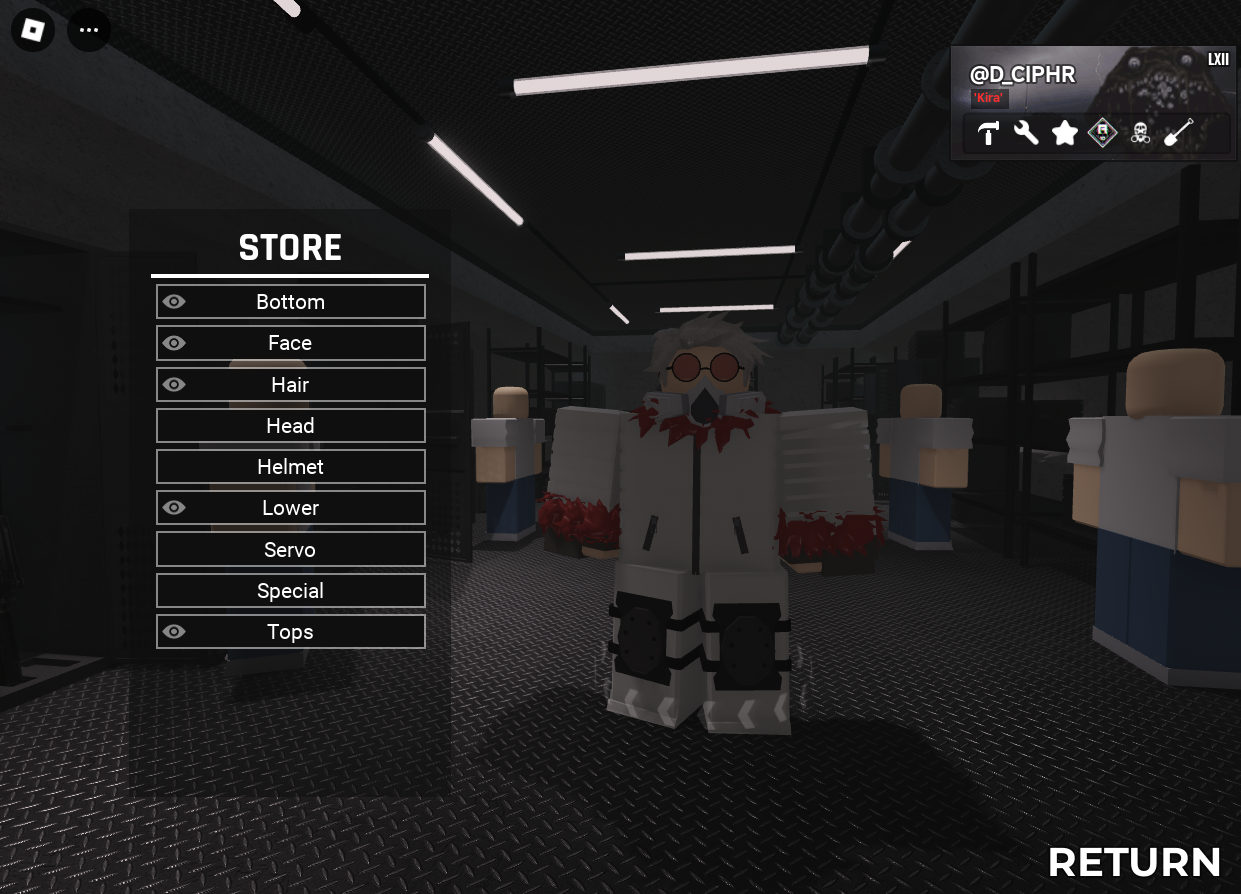 LXII
@D_CIPHR
'Kira'
STORE
Bottom
Face
Hair
Head
Helmet
Lower
Servo
Special
Tops
RETURN